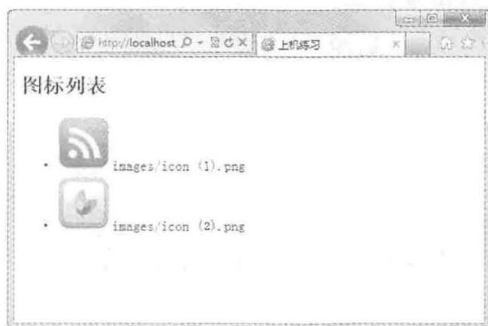 http://localhost
上机练习
图标列表
images/icon (1).png
images/icon (2).png